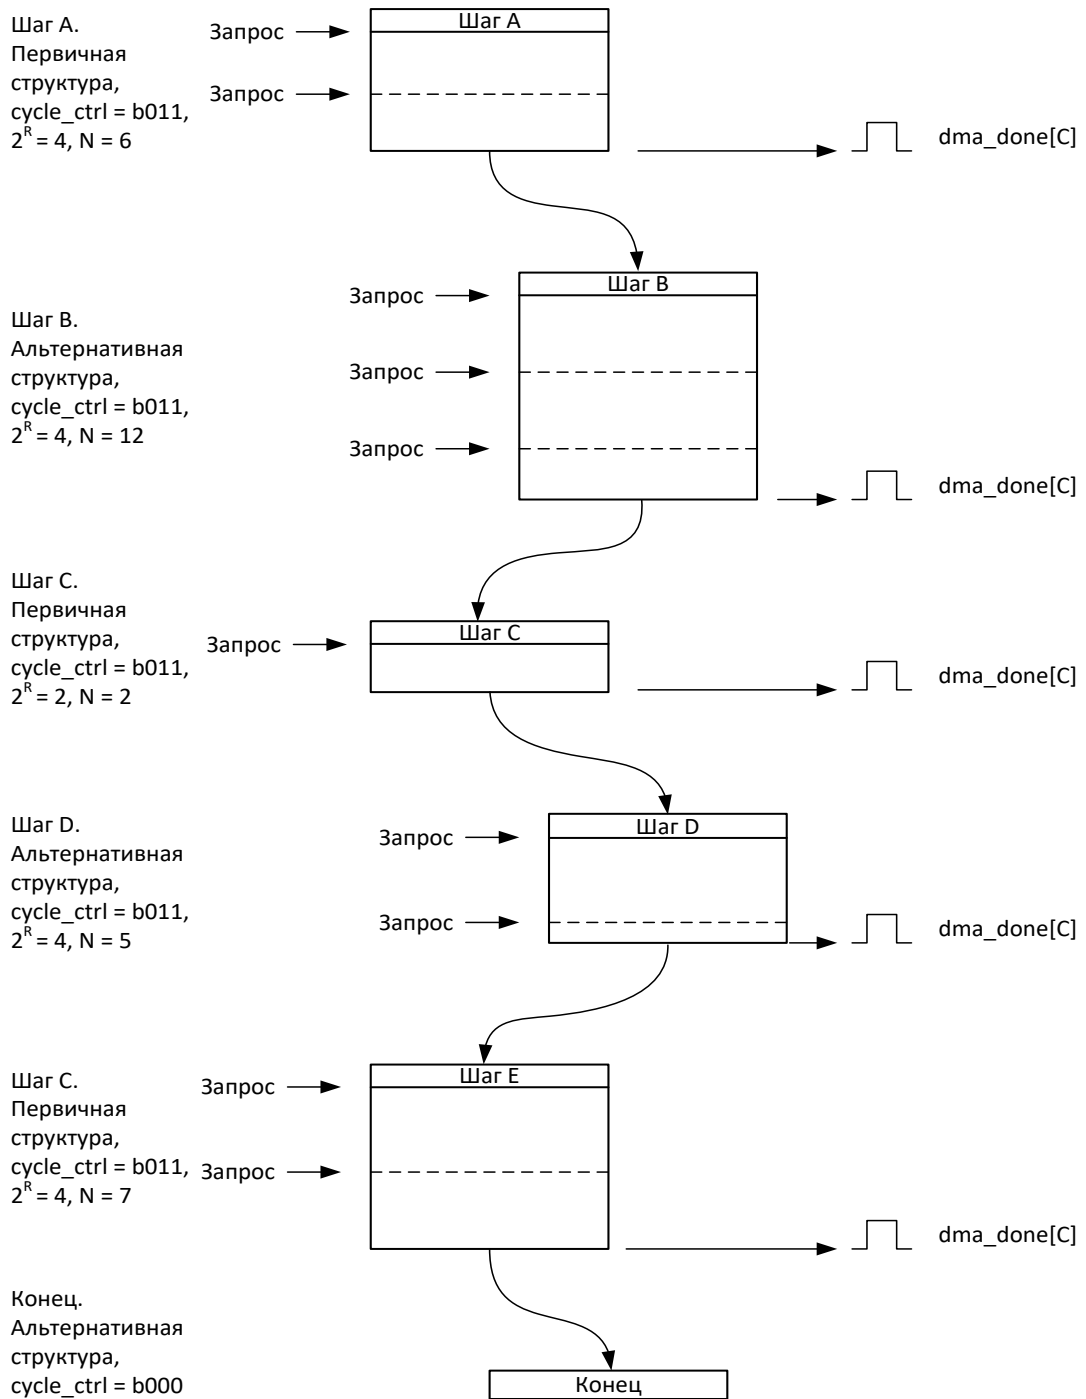 Шаг A.
Первичная
структура,
cycle_ctrl = b011,
2^R = 4, N = 6
Запрос
Запрос
Шаг A
dma_done[C]
Шаг B.
Альтернативная
структура,
cycle_ctrl = b011,
2^R = 4, N = 12
Запрос
Запрос
Запрос
Шаг B
dma_done[C]
Шаг C.
Первичная
структура,
cycle_ctrl = b011,
2^R = 2, N = 2
Запрос
Шаг C
dma_done[C]
Шаг D.
Альтернативная
структура,
cycle_ctrl = b011,
2^R = 4, N = 5
Запрос
Запрос
Шаг D
dma_done[C]
Шаг C.
Первичная
структура,
cycle_ctrl = b011,
2^R = 4, N = 7
Запрос
Запрос
Шаг E
dma_done[C]
Конец.
Альтернативная
структура,
cycle_ctrl = b000
Конец